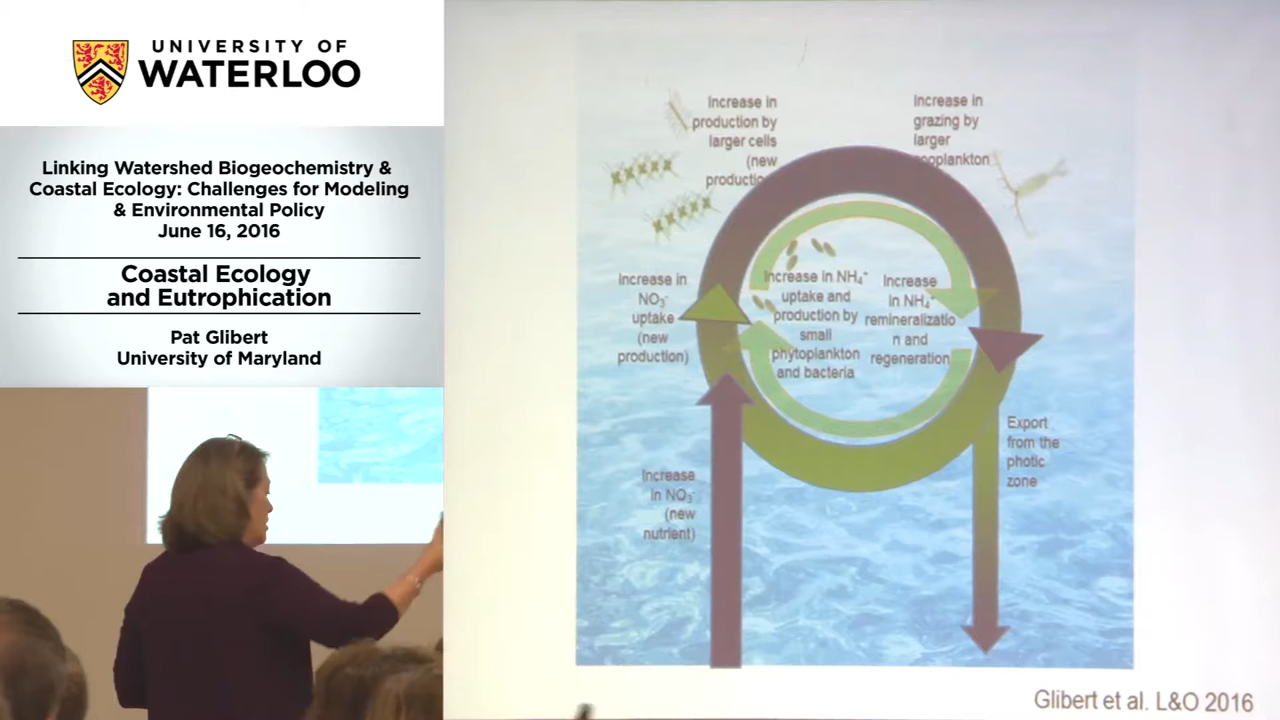 UNIVERSITY OF
WATERLOO
Linking Watershed Biogeochemistry &
Coastal Ecology: Challenges for Modeling
& Environmental Policy
June 16, 2016
Coastal Ecology
and Eutrophication
Pat Glibert
University of Maryland
Increase in
production by
larger cells
(new
Increase in
grazing by
larger
Increase in
NO₃⁻
uptake
(new
production)
Increase in NH₄⁺
uptake and
production by
small
phytoplankton
and bacteria
Increase
in NH₄⁺
remineralizatio
n and
regeneration
Increase
in NO₃⁻
(new
nutrient)
Export
from the
photic
zone
Glibert et al. L&O 2016